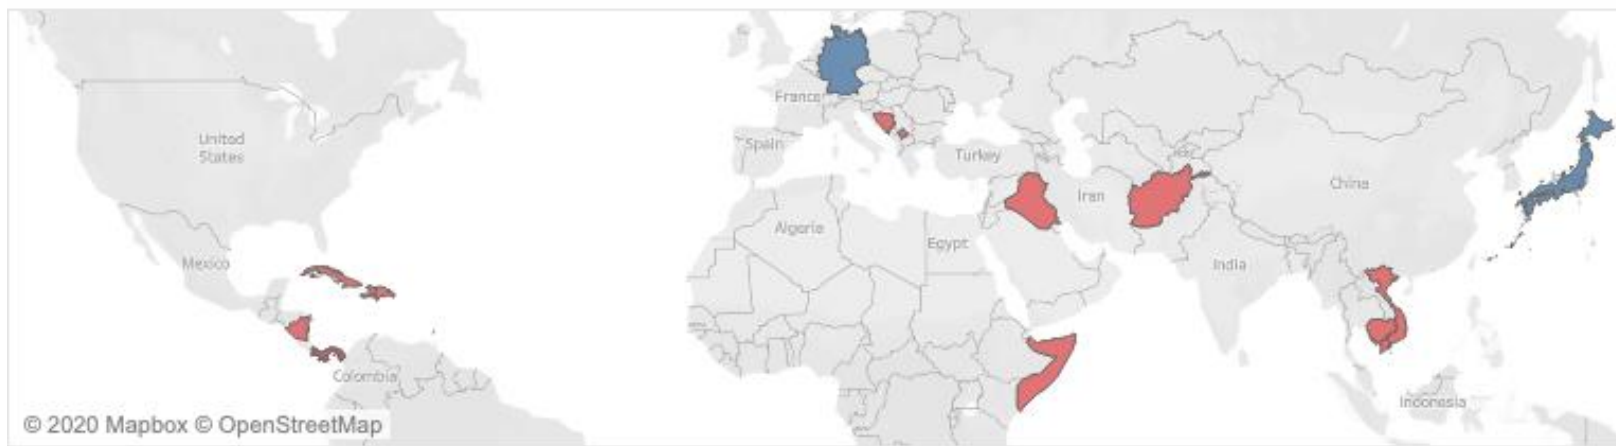 United
States
Mexico
Colombia
France
Spain
Turkey
Algeria
Egypt
Iran
India
China
Indonesia
© 2020 Mapbox © OpenStreetMap